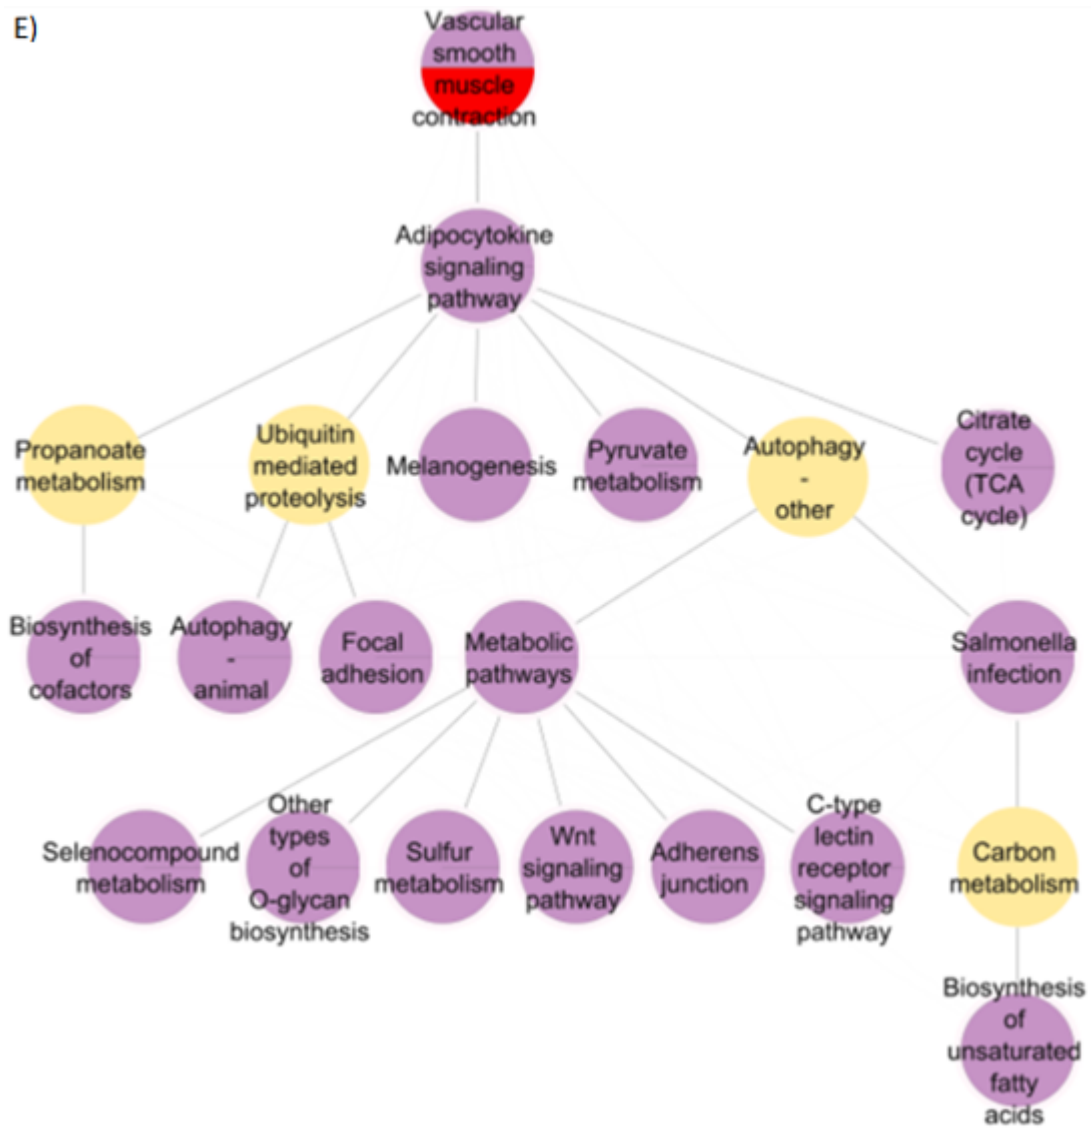 E)
Vascular
smooth
muscle
contraction
Adipocytokine
signaling
pathway
Propanoate
metabolism
Ubiquitin
mediated
proteolysis
Melanogenesis
Pyruvate
metabolism
Autophagy
-
other
Citrate
cycle
(TCA
cycle)
Biosynthesis
of
cofactors
Autophagy
-
animal
Focal
adhesion
Metabolic
pathways
Salmonella
infection
Selenocompound
metabolism
Other
types
of
O-glycan
biosynthesis
Sulfur
metabolism
Wnt
signaling
pathway
Adherens
junction
C-type
lectin
receptor
signaling
pathway
Carbon
metabolism
Biosynthesis
of
unsaturated
fatty
acids